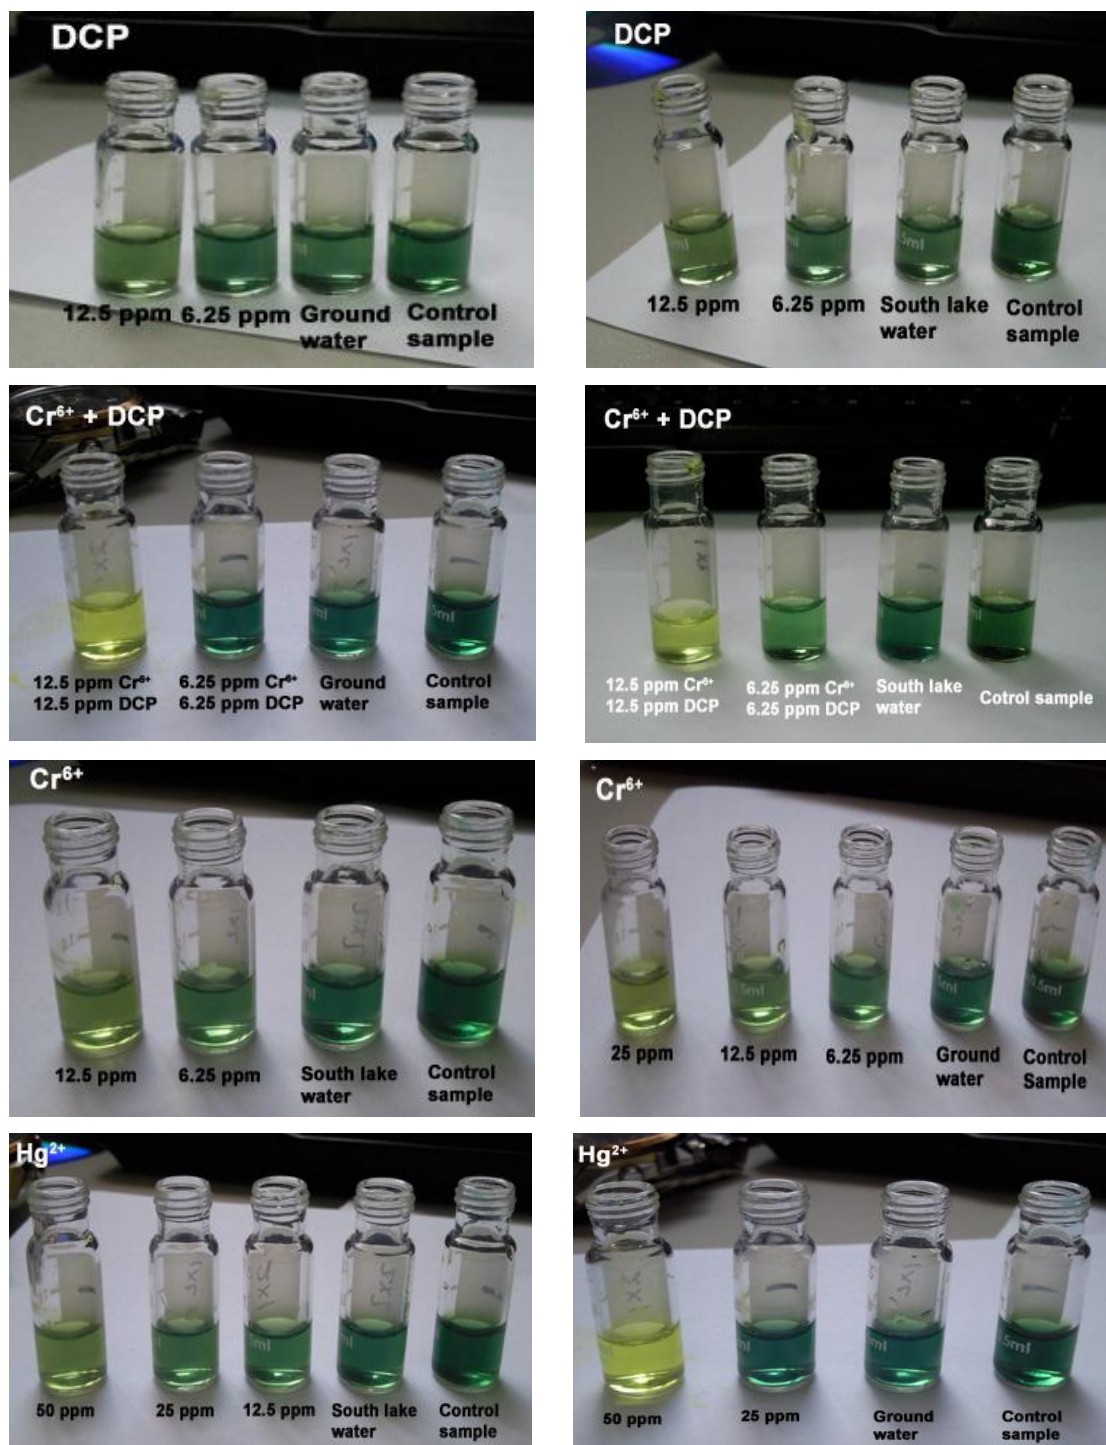 DCP
12.5 ppm 6.25 ppm Ground water Control sample
DCP
12.5 ppm 6.25 ppm South lake water Control sample
Cr⁶⁺ + DCP
12.5 ppm Cr⁶⁺ 12.5 ppm DCP
6.25 ppm Cr⁶⁺ 6.25 ppm DCP
Ground water
Control sample
Cr⁶⁺ + DCP
12.5 ppm Cr⁶⁺ 12.5 ppm DCP
6.25 ppm Cr⁶⁺ 6.25 ppm DCP
South lake water
Cotrol sample
Cr⁶⁺
12.5 ppm 6.25 ppm South lake water Control sample
Cr⁶⁺
25 ppm 12.5 ppm 6.25 ppm Ground water Control Sample
Hg²⁺
50 ppm 25 ppm 12.5 ppm South lake water Control sample
Hg²⁺
50 ppm 25 ppm Ground water Control sample